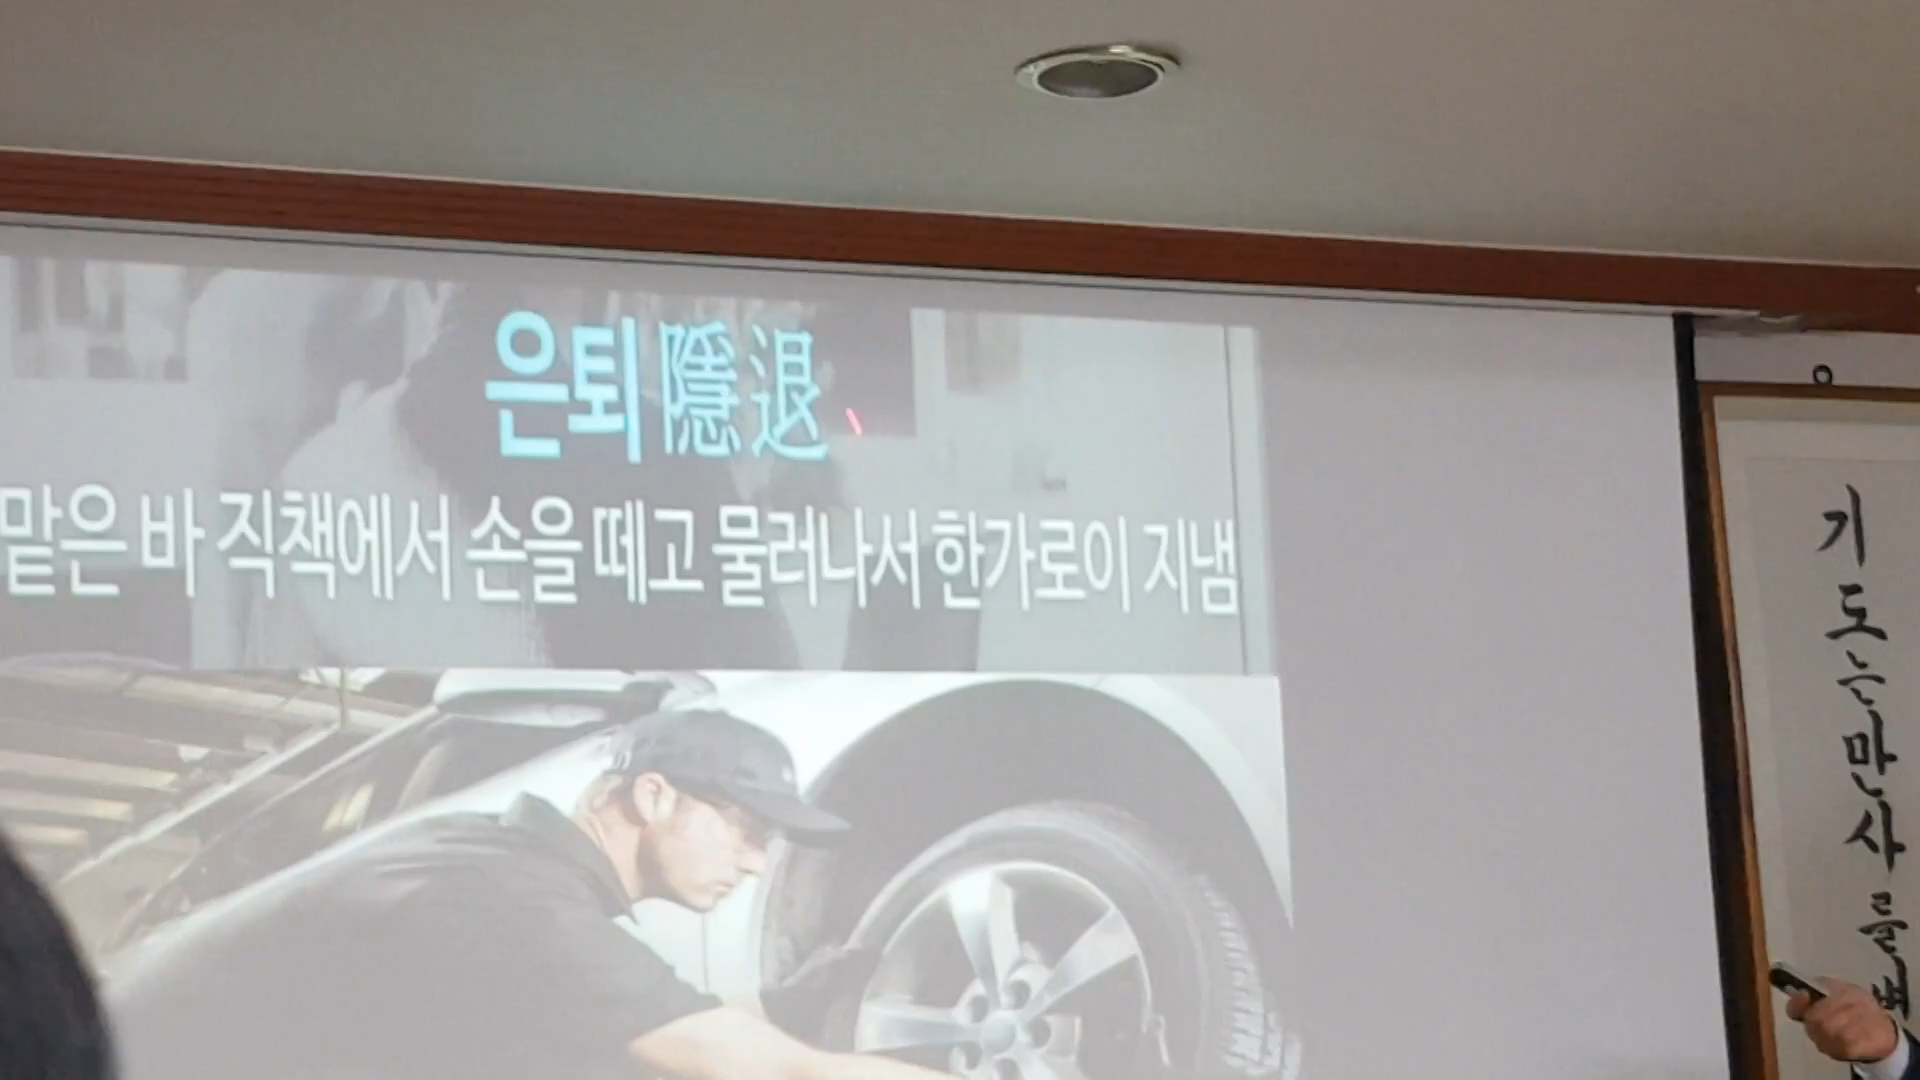 은퇴 隱退
맡은 바 직책에서 손을 떼고 물러나서 한가로이 지냄
기도는만사를